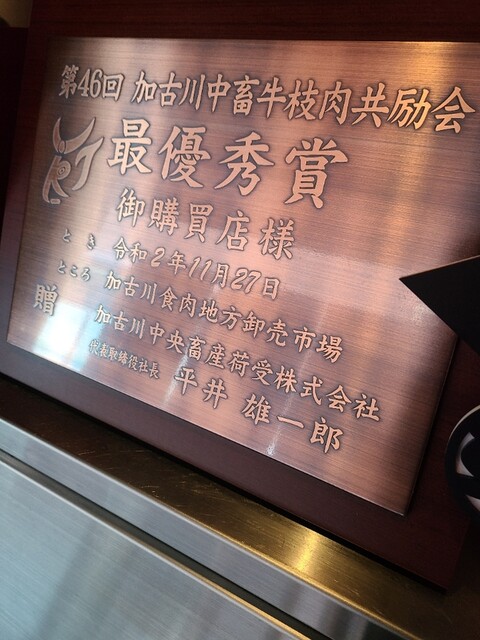 第46回 加古川中畜牛枝肉共励会
最優秀賞
御購買店様
とき 令和2年11月27日
ところ 加古川食肉地方卸売市場
贈 加古川中央畜産荷受株式会社
代表取締役社長 平井 雄一郎